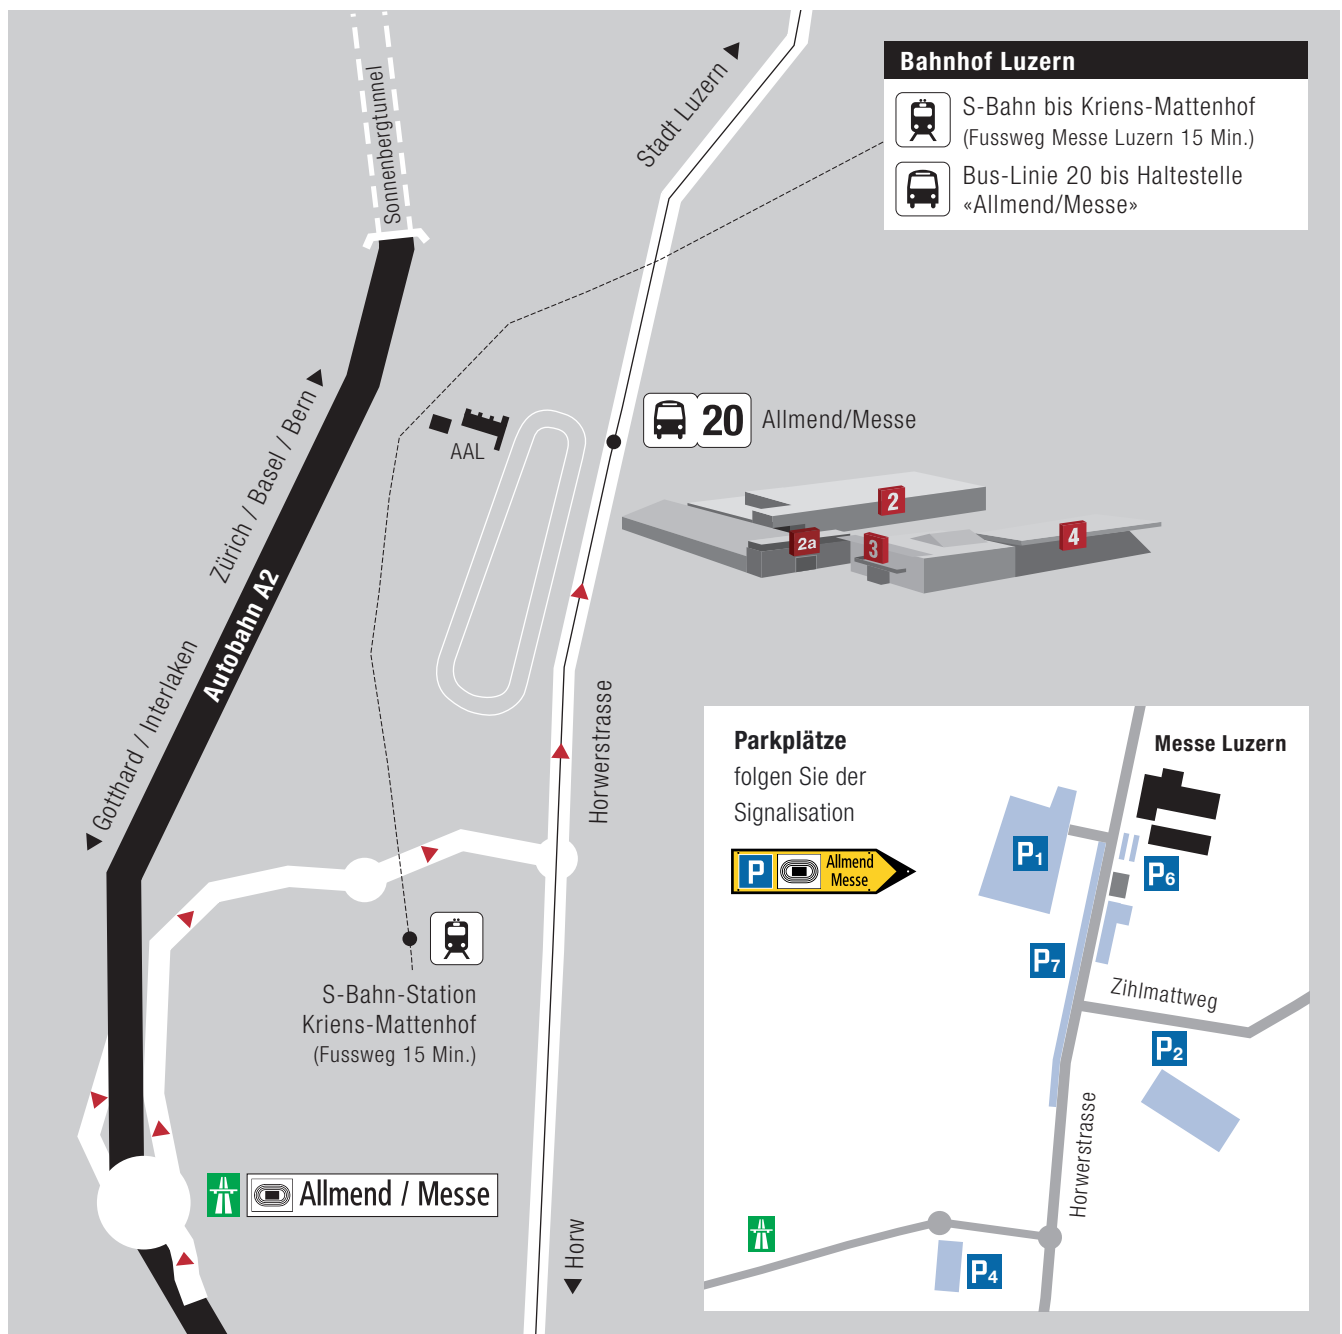 Sonnenbergtunnel
Stadt Luzern
Bahnhof Luzern
S-Bahn bis Kriens-Mattenhof
(Fussweg Messe Luzern 15 Min.)
Bus-Linie 20 bis Haltestelle
«Allmend/Messe»
Zürich / Basel / Bern
20
Allmend/Messe
AAL
2
2a
3
4
Autobahn A2
Gotthard / Interlaken
Horwerstrasse
S-Bahn-Station
Kriens-Mattenhof
(Fussweg 15 Min.)
Allmend / Messe
Horw
Parkplätze
folgen Sie der
Signalisation
P
Allmend
Messe
Messe Luzern
P1
P6
P7
Zihlmattweg
P2
Horwerstrasse
P4